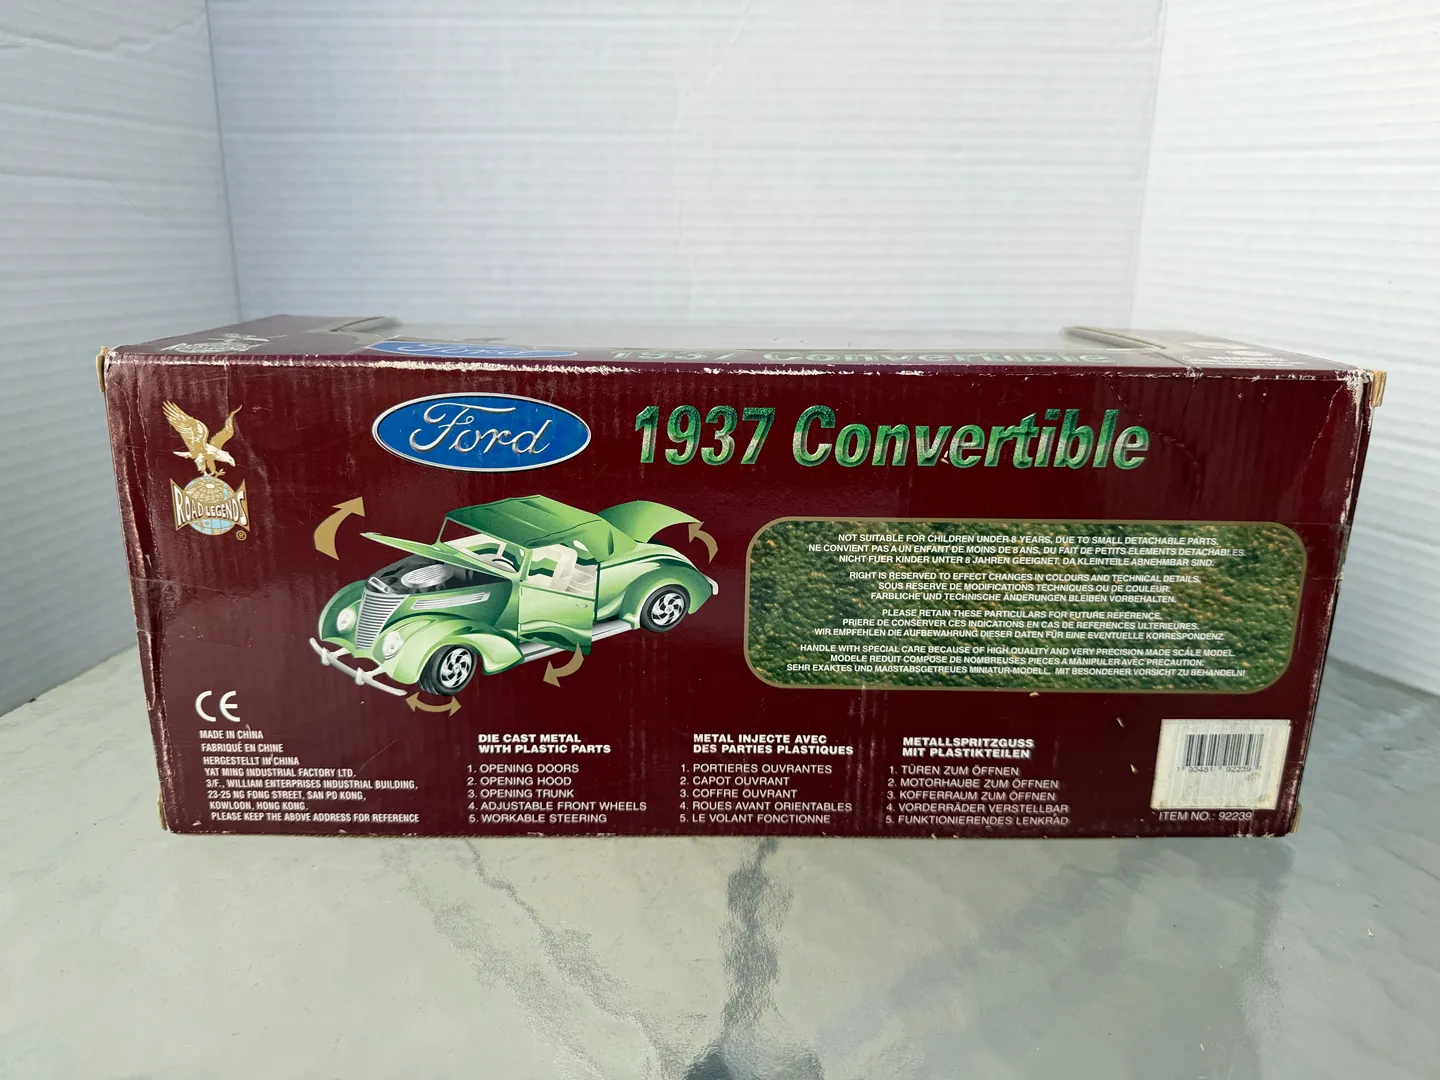 ROAD LEGENDS
Ford 1937 Convertible
Ford 1937 Convertible
ROAD LEGENDS
®
NOT SUITABLE FOR CHILDREN UNDER 8 YEARS, DUE TO SMALL DETACHABLE PARTS.
NE CONVIENT PAS A UN ENFANT DE MOINS DE 8 ANS, DU FAIT DE PETITS ELEMENTS DETACHABLES.
NICHT FUER KINDER UNTER 8 JAHREN GEEIGNET, DA KLEINTEILE ABNEHMBAR SIND.
RIGHT IS RESERVED TO EFFECT CHANGES IN COLOURS AND TECHNICAL DETAILS.
SOUS RESERVE DE MODIFICATIONS TECHNIQUES OU DE COULEUR.
FARBLICHE UND TECHNISCHE ÄNDERUNGEN BLEIBEN VORBEHALTEN.
PLEASE RETAIN THESE PARTICULARS FOR FUTURE REFERENCE.
PRIERE DE CONSERVER CES INDICATIONS EN CAS DE REFERENCES ULTERIEURES.
WIR EMPFEHLEN DIE AUFBEWAHRUNG DIESER DATEN FÜR EINE EVENTUELLE KORRESPONDENZ.
HANDLE WITH SPECIAL CARE BECAUSE OF HIGH QUALITY AND VERY PRECISION MADE SCALE MODEL.
MODELE REDUIT COMPOSE DE NOMBREUSES PIECES A MANIPULER AVEC PRECAUTION.
SEHR EXAKTES UND MAßSTABSGETREUES MINIATUR-MODELL. MIT BESONDERER VORSICHT ZU BEHANDELN!
CE
MADE IN CHINA
FABRIQUÉ EN CHINE
HERGESTELLT IN CHINA
YAT MING INDUSTRIAL FACTORY LTD.
3/F., WILLIAM ENTERPRISES INDUSTRIAL BUILDING,
23-25 NG FONG STREET, SAN PO KONG,
KOWLOON, HONG KONG.
PLEASE KEEP THE ABOVE ADDRESS FOR REFERENCE
DIE CAST METAL
WITH PLASTIC PARTS
1. OPENING DOORS
2. OPENING HOOD
3. OPENING TRUNK
4. ADJUSTABLE FRONT WHEELS
5. WORKABLE STEERING
METAL INJECTE AVEC
DES PARTIES PLASTIQUES
1. PORTIERES OUVRANTES
2. CAPOT OUVRANT
3. COFFRE OUVRANT
4. ROUES AVANT ORIENTABLES
5. LE VOLANT FONCTIONNE
METALLSPRITZGUSS
MIT PLASTIKTEILEN
1. TÜREN ZUM ÖFFNEN
2. MOTORHAUBE ZUM ÖFFNEN
3. KOFFERRAUM ZUM ÖFFNEN
4. VORDERRÄDER VERSTELLBAR
5. FUNKTIONIERENDES LENKRAD
93481 92239
ITEM NO.: 92239